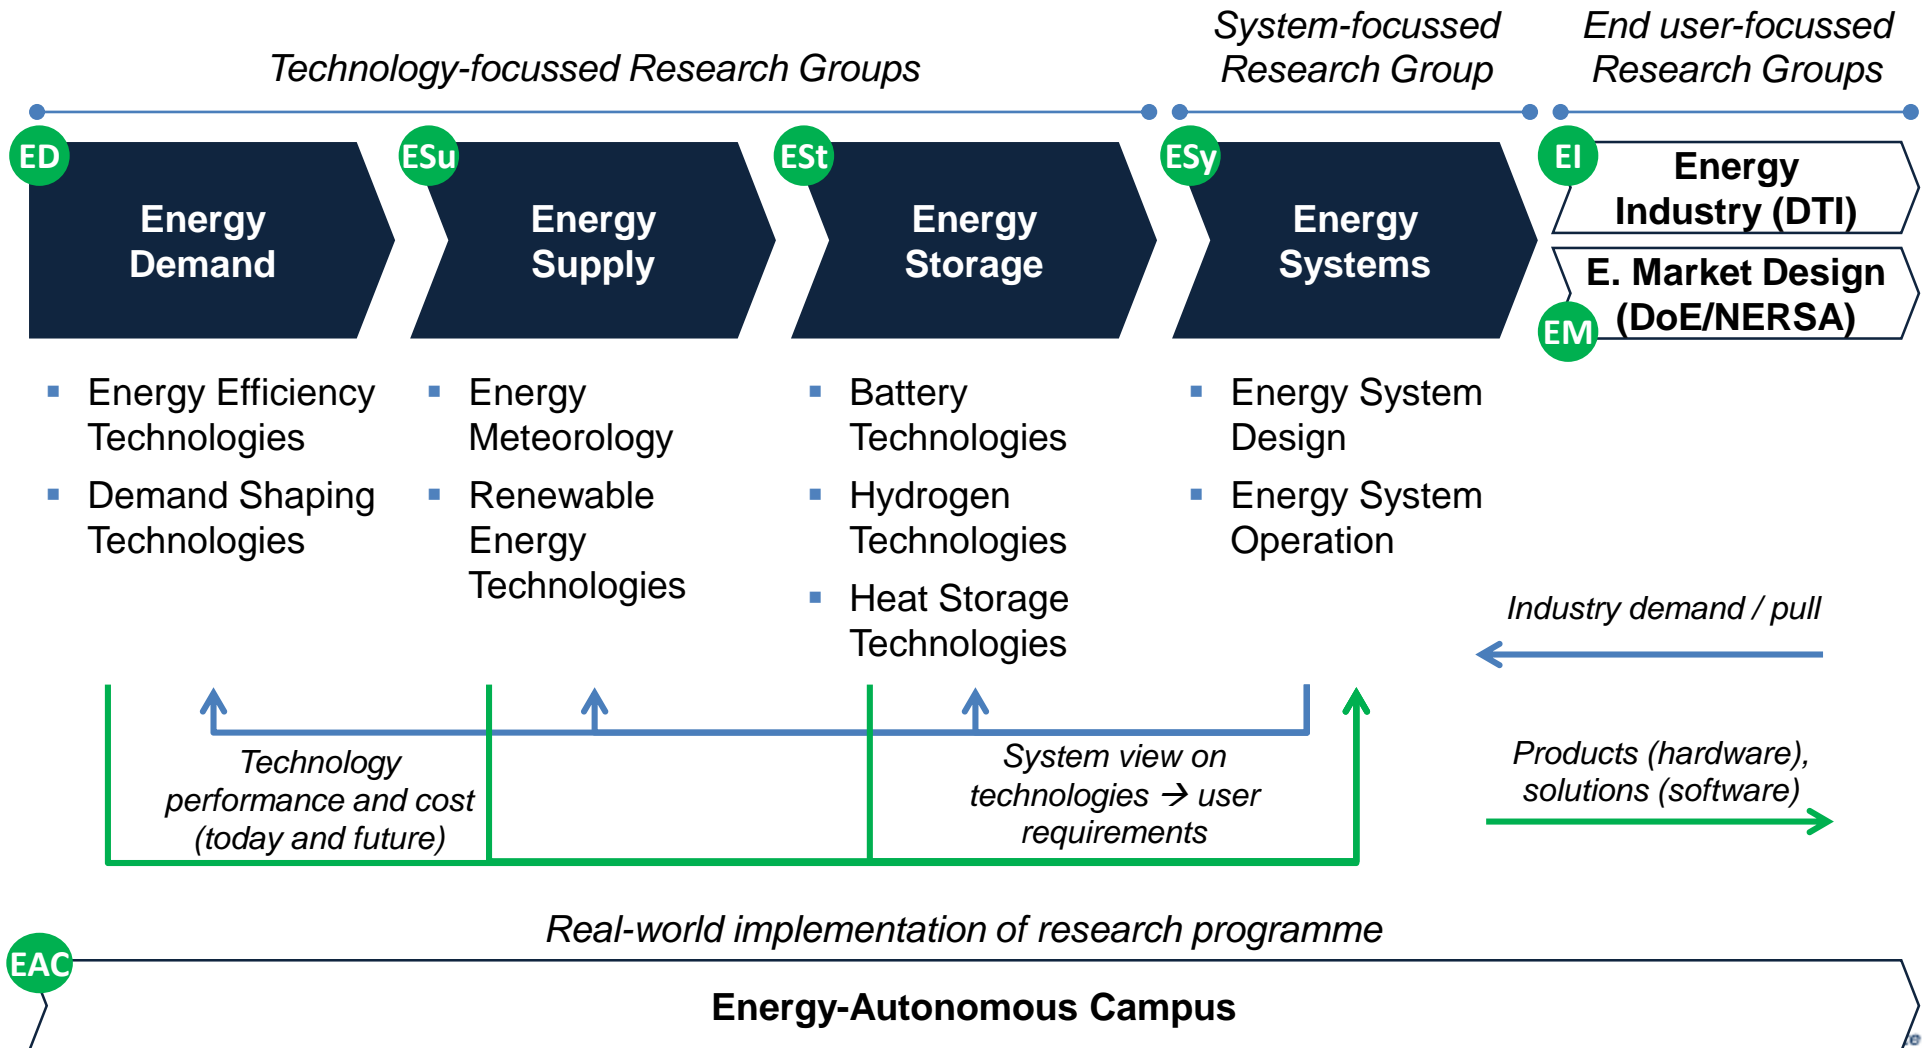 Technology-focussed Research Groups
System-focussed
Research Group
End user-focussed
Research Groups
ED
Energy
Demand
ESu
Energy
Supply
ESt
Energy
Storage
ESy
Energy
Systems
EI
Energy
Industry (DTI)
EM
E. Market Design
(DoE/NERSA)
▪ Energy Efficiency
Technologies
▪ Demand Shaping
Technologies
▪ Energy
Meteorology
▪ Renewable
Energy
Technologies
▪ Battery
Technologies
▪ Hydrogen
Technologies
▪ Heat Storage
Technologies
▪ Energy System
Design
▪ Energy System
Operation
Industry demand / pull
Technology
performance and cost
(today and future)
System view on
technologies → user
requirements
Products (hardware),
solutions (software)
Real-world implementation of research programme
EAC
Energy-Autonomous Campus